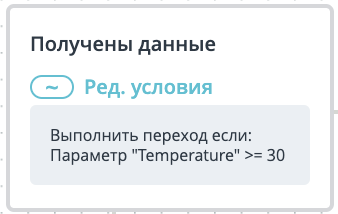 Получены данные
~ Ред. условия
Выполнить переход если:
Параметр "Temperature" >= 30